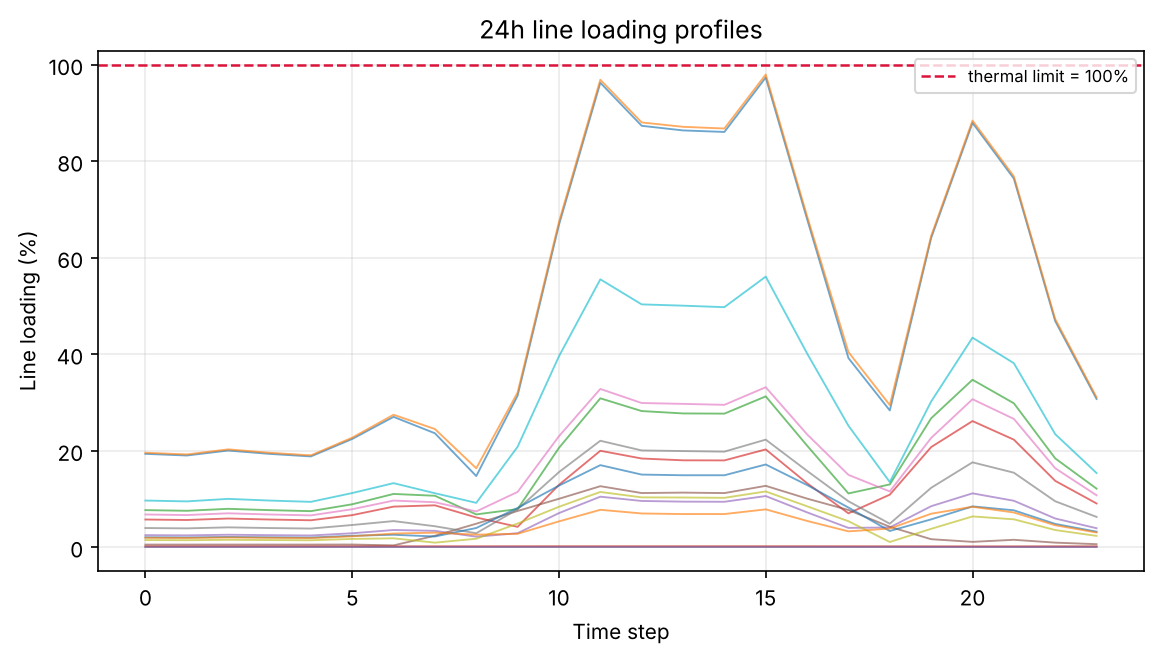 24h line loading profiles
thermal limit = 100%
Line loading (%)
100
80
60
40
20
0
0 5 10 15 20
Time step